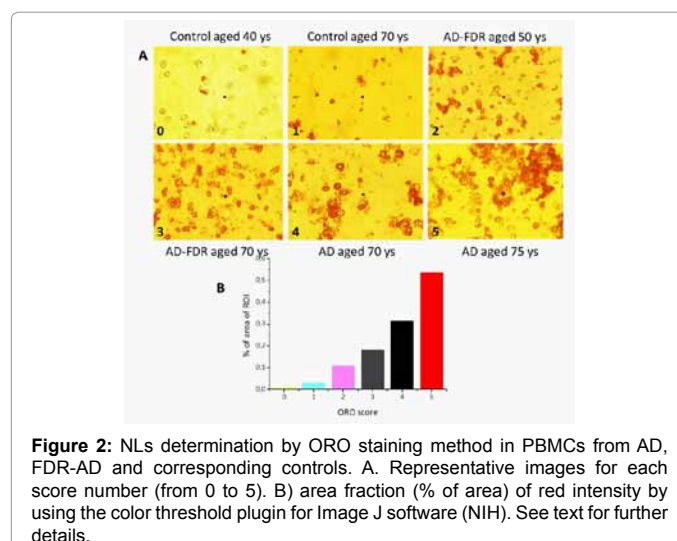 Control aged 40 ys Control aged 70 ys AD-FDR aged 50 ys
A
0 1 2
3 4 5
AD-FDR aged 70 ys AD aged 70 ys AD aged 75 ys
B
% of area of ROI
0.6
0.5
0.4
0.3
0.2
0.1
0.0
0 1 2 3 4 5
ORO score
Figure 2: NLs determination by ORO staining method in PBMCs from AD,
FDR-AD and corresponding controls. A. Representative images for each
score number (from 0 to 5). B) area fraction (% of area) of red intensity by
using the color threshold plugin for Image J software (NIH). See text for further
details.